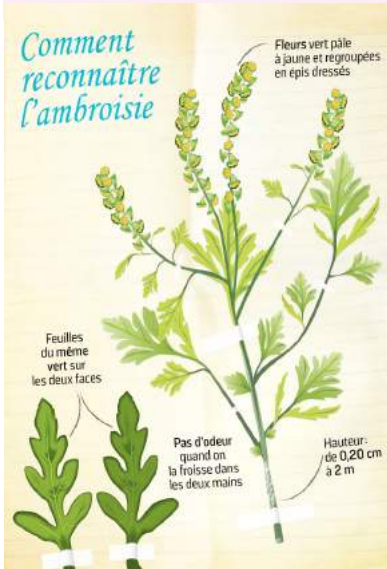 Comment
reconnaître
l'ambroisie
Fleurs vert pâle
à jaune et regroupées
en épis dressés
Feuilles
du même
vert sur
les deux faces
Pas d'odeur
quand on
la froisse dans
les deux mains
Hauteur:
de 0,20 cm
à 2 m